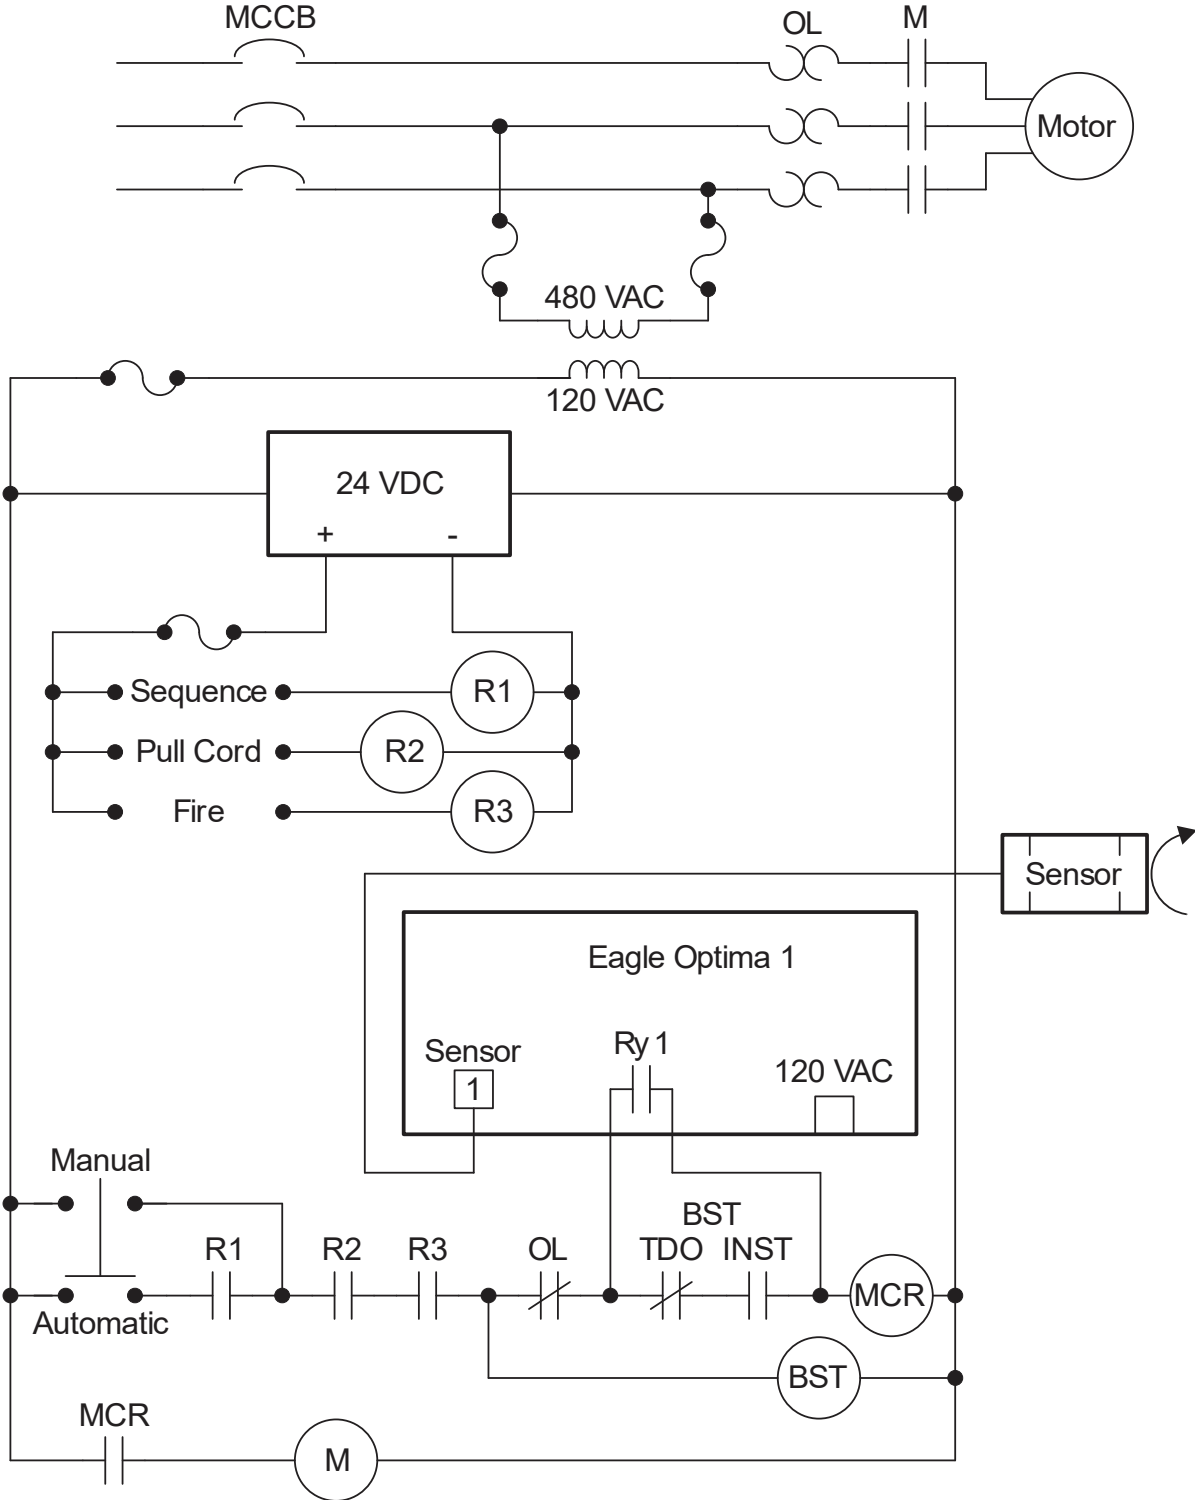 MCCB
OL
M
Motor
480 VAC
120 VAC
24 VDC
+
-
Sequence
R1
Pull Cord
R2
Fire
R3
Sensor
Eagle Optima 1
Sensor
1
Ry 1
120 VAC
Manual
BST
R1
R2
R3
OL
TDO
INST
MCR
Automatic
BST
MCR
M